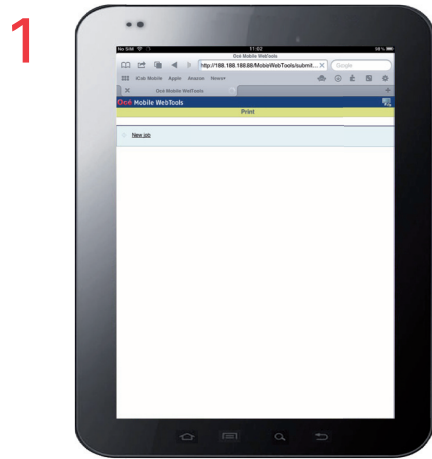 1
No SIM 11:02 58 %
Océ Mobile WebTools
http://188.188.188.88/MobileWebTools/submit... Google
iCab Mobile Apple Amazon News
Océ Mobile WebTools
Océ Mobile WebTools
Print
New job